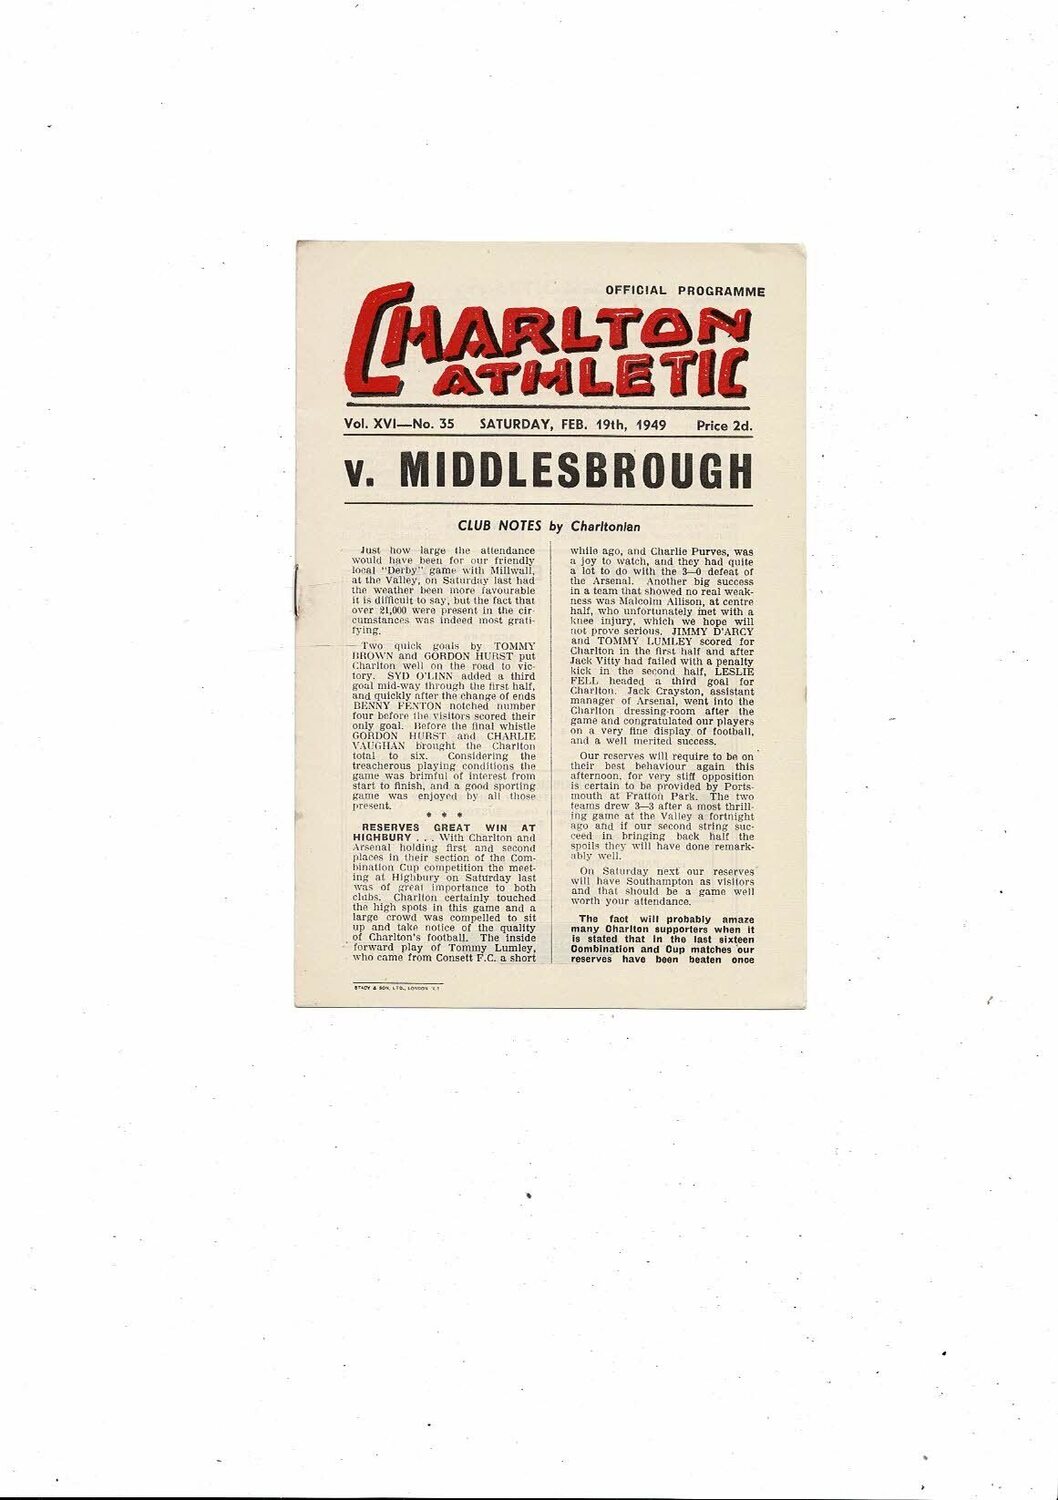 OFFICIAL PROGRAMME
CHARLTON
ATHLETIC
Vol. XVI—No. 35 SATURDAY, FEB. 19th, 1949 Price 2d.
v. MIDDLESBROUGH
CLUB NOTES by Charltonian
Just how large the attendance
would have been for our friendly
local "Derby" game with Millwall,
at the Valley, on Saturday last had
the weather been more favourable
it is difficult to say, but the fact that
over 21,000 were present in the cir-
cumstances was indeed most grati-
fying.
Two quick goals by TOMMY
BROWN and GORDON HURST put
Charlton well on the road to vic-
tory. SYD O'LINN added a third
goal mid-way through the first half,
and quickly after the change of ends
BENNY FENTON notched number
four before the visitors scored their
only goal. Before the final whistle
GORDON HURST and CHARLIE
VAUGHAN brought the Charlton
total to six. Considering the
treacherous playing conditions the
game was brimful of interest from
start to finish, and a good sporting
game was enjoyed by all those
present.
* * *
RESERVES GREAT WIN AT
HIGHBURY . . . With Charlton and
Arsenal holding first and second
places in their section of the Com-
bination Cup competition the meet-
ing at Highbury on Saturday last
was of great importance to both
clubs. Charlton certainly touched
the high spots in this game and a
large crowd was compelled to sit
up and take notice of the quality
of Charlton's football. The inside
forward play of Tommy Lumley,
who came from Consett F.C. a short
while ago, and Charlie Purves, was
a joy to watch, and they had quite
a lot to do with the 3—0 defeat of
the Arsenal. Another big success
in a team that showed no real weak-
ness was Malcolm Allison, at centre
half, who unfortunately met with a
knee injury, which we hope will
not prove serious. JIMMY D'ARCY
and TOMMY LUMLEY scored for
Charlton in the first half and after
Jack Vitty had failed with a penalty
kick in the second half, LESLIE
FELL headed a third goal for
Charlton. Jack Crayston, assistant
manager of Arsenal, went into the
Charlton dressing-room after the
game and congratulated our players
on a very fine display of football,
and a well merited success.
Our reserves will require to be on
their best behaviour again this
afternoon, for very stiff opposition
is certain to be provided by Ports-
mouth at Fratton Park. The two
teams drew 3—3 after a most thrill-
ing game at the Valley a fortnight
ago and if our second string suc-
ceed in bringing back half the
spoils they will have done remark-
ably well.
On Saturday next our reserves
will have Southampton as visitors
and that should be a game well
worth your attendance.
The fact will probably amaze
many Charlton supporters when it
is stated that in the last sixteen
Combination and Cup matches our
reserves have been beaten once
STACY & SON, LTD., LONDON